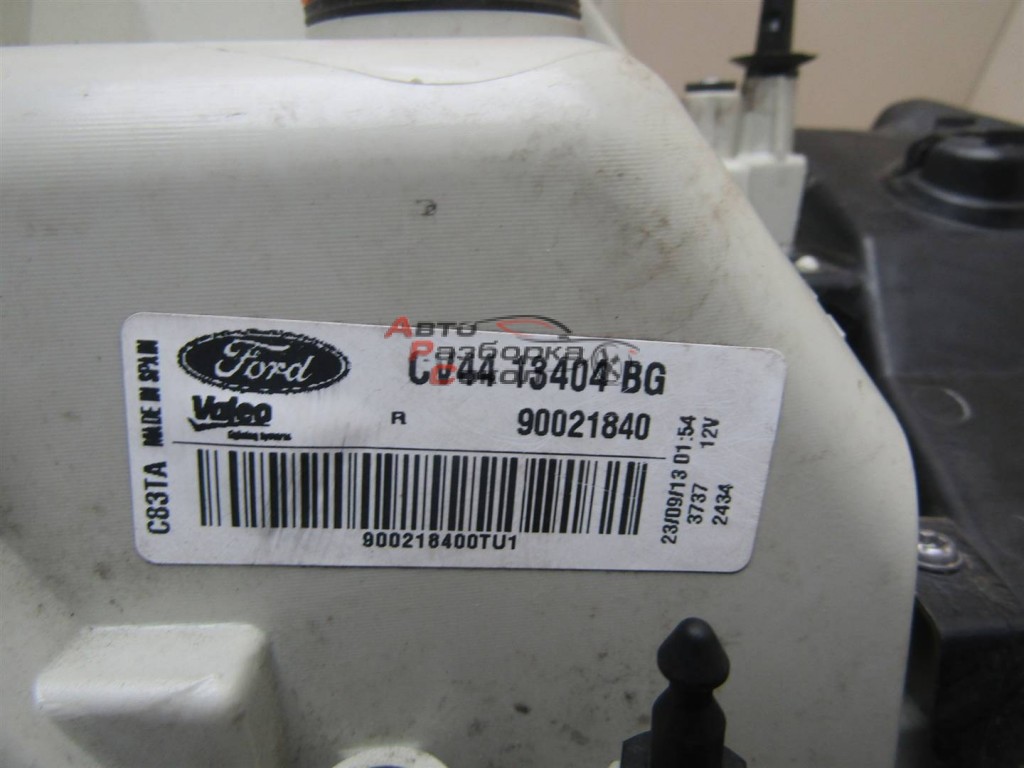 Авто
Разборка
C83TA MADE IN SPAIN
Ford
13404 BG
Valeo
lighting systems
R
90021840
900218400TU1
23/09/13 01:54
3737 12V
2434